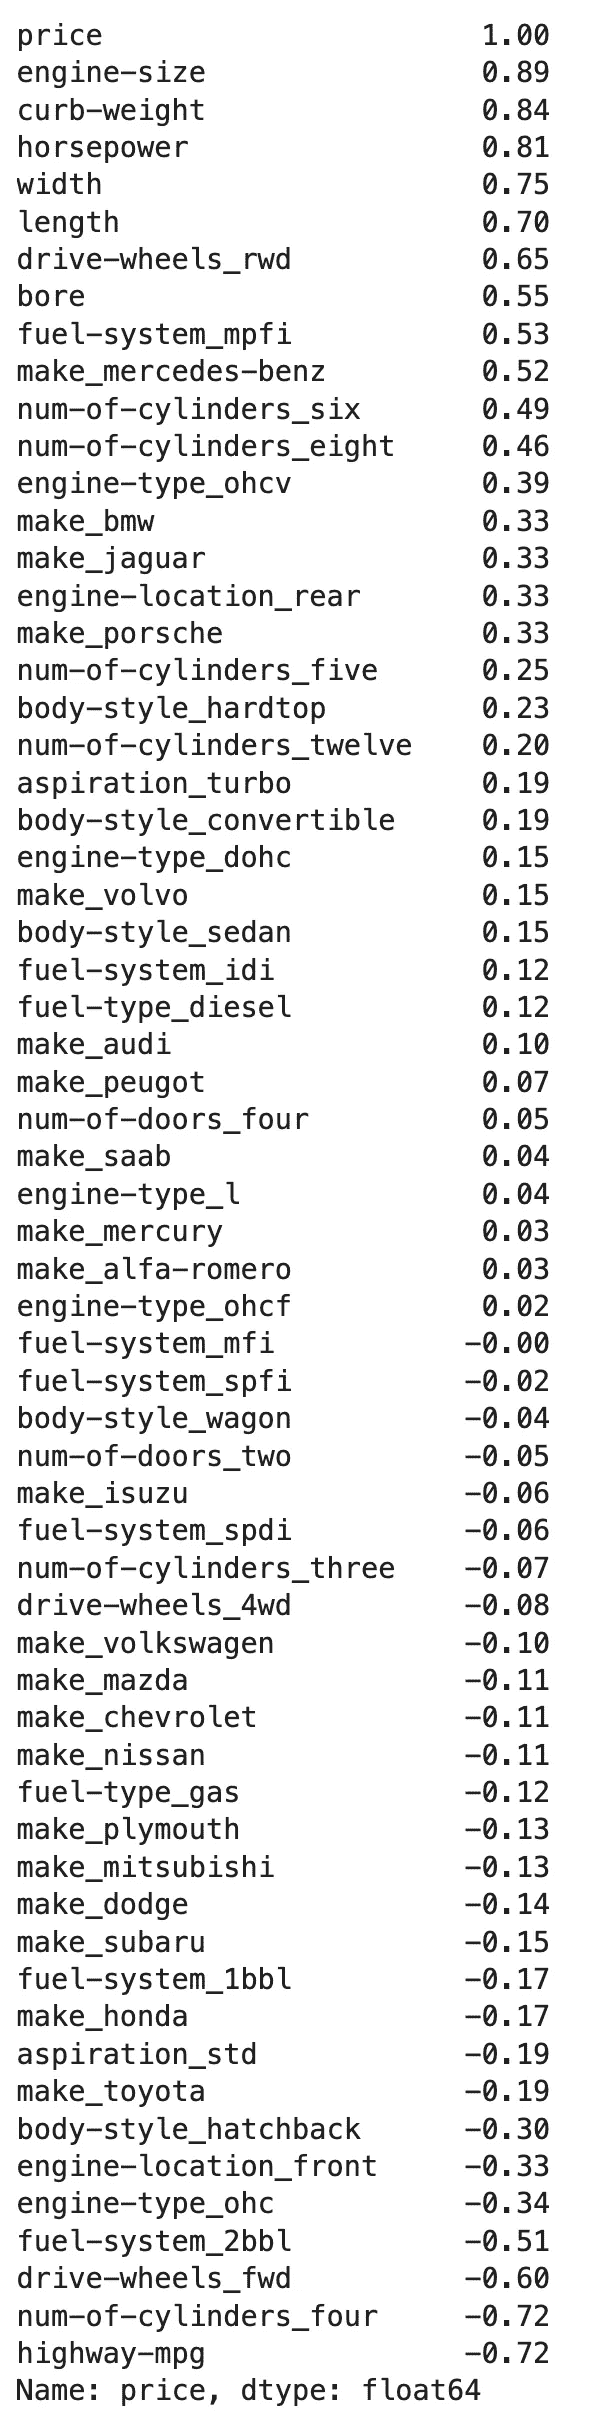 price 1.00
engine-size 0.89
curb-weight 0.84
horsepower 0.81
width 0.75
length 0.70
drive-wheels_rwd 0.65
bore 0.55
fuel-system_mpfi 0.53
make_mercedes-benz 0.52
num-of-cylinders_six 0.49
num-of-cylinders_eight 0.46
engine-type_ohcv 0.39
make_bmw 0.33
make_jaguar 0.33
engine-location_rear 0.33
make_porsche 0.33
num-of-cylinders_five 0.25
body-style_hardtop 0.23
num-of-cylinders_twelve 0.20
aspiration_turbo 0.19
body-style_convertible 0.19
engine-type_dohc 0.15
make_volvo 0.15
body-style_sedan 0.15
fuel-system_idi 0.12
fuel-type_diesel 0.12
make_audi 0.10
make_peugot 0.07
num-of-doors_four 0.05
make_saab 0.04
engine-type_l 0.04
make_mercury 0.03
make_alfa-romero 0.03
engine-type_ohcf 0.02
fuel-system_mfi -0.00
fuel-system_spfi -0.02
body-style_wagon -0.04
num-of-doors_two -0.05
make_isuzu -0.06
fuel-system_spdi -0.06
num-of-cylinders_three -0.07
drive-wheels_4wd -0.08
make_volkswagen -0.10
make_mazda -0.11
make_chevrolet -0.11
make_nissan -0.11
fuel-type_gas -0.12
make_plymouth -0.13
make_mitsubishi -0.13
make_dodge -0.14
make_subaru -0.15
fuel-system_1bbl -0.17
make_honda -0.17
aspiration_std -0.19
make_toyota -0.19
body-style_hatchback -0.30
engine-location_front -0.33
engine-type_ohc -0.34
fuel-system_2bbl -0.51
drive-wheels_fwd -0.60
num-of-cylinders_four -0.72
highway-mpg -0.72
Name: price, dtype: float64